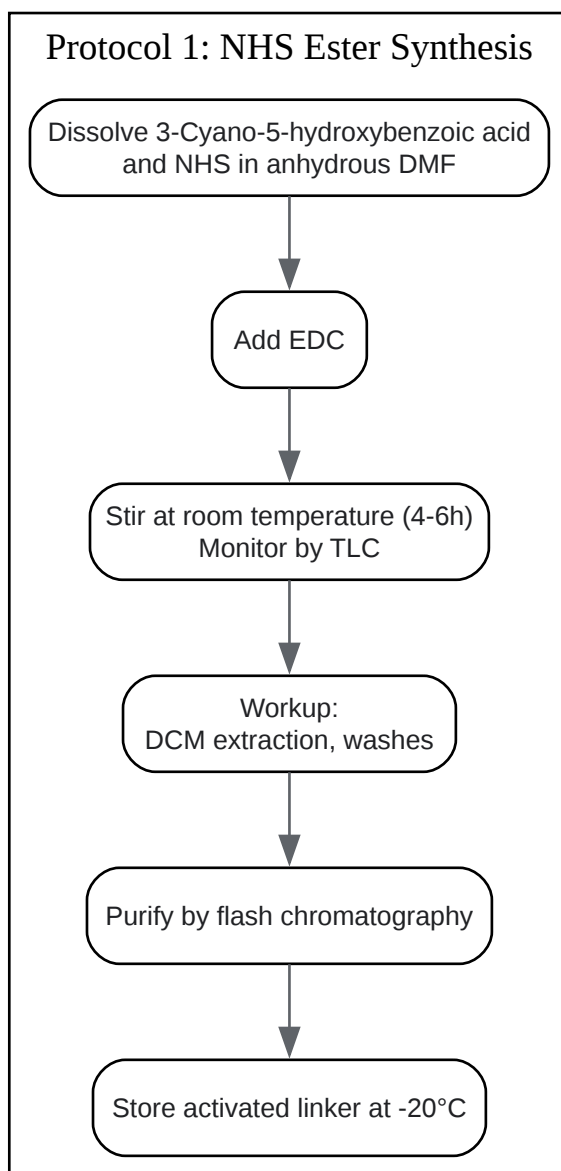 Protocol 1: NHS Ester Synthesis
Dissolve 3-Cyano-5-hydroxybenzoic acid
and NHS in anhydrous DMF
Add EDC
Stir at room temperature (4-6h)
Monitor by TLC
Workup:
DCM extraction, washes
Purify by flash chromatography
Store activated linker at -20°C